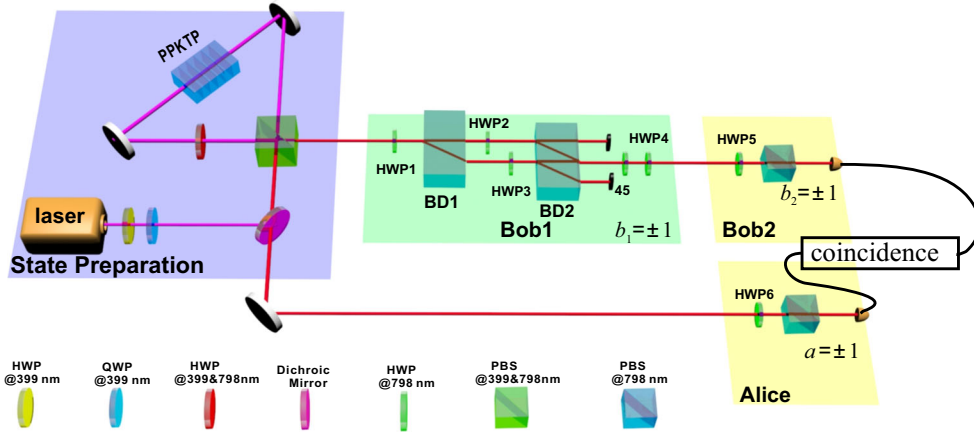 PPKTP
laser
State Preparation
HWP1
BD1
HWP2
HWP3
BD2
HWP4
45
Bob1
b₁=±1
HWP5
b₂=±1
Bob2
coincidence
HWP6
a=±1
Alice
HWP
@399 nm
QWP
@399 nm
HWP
@399&798nm
Dichroic
Mirror
HWP
@798 nm
PBS
@399&798nm
PBS
@798 nm